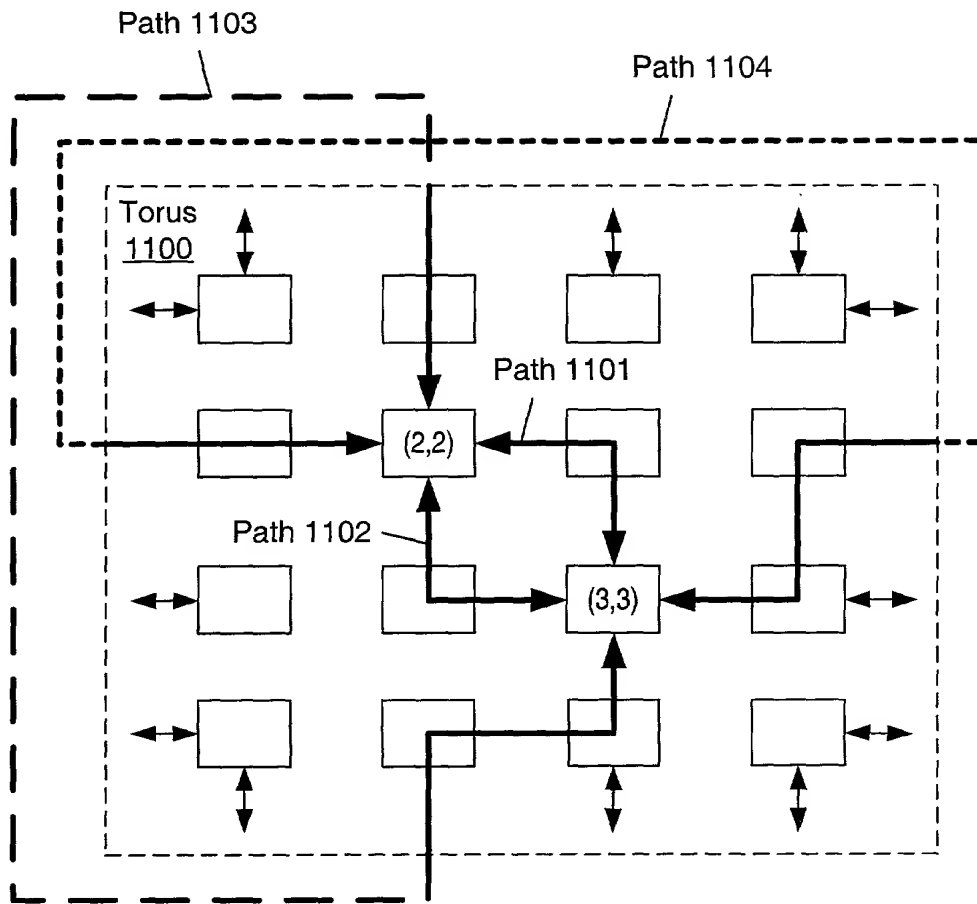 Path 1103
Path 1104
Torus
1100
Path 1101
(2,2)
Path 1102
(3,3)